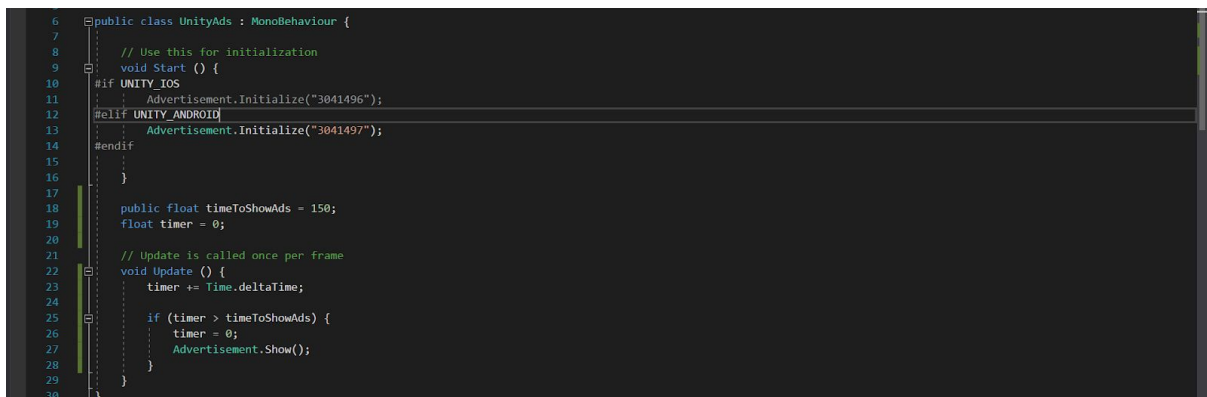 6 public class UnityAds : MonoBehaviour {
7
8 // Use this for initialization
9 void Start () {
10 #if UNITY_IOS
11 Advertisement.Initialize("3041496");
12 #elif UNITY_ANDROID
13 Advertisement.Initialize("3041497");
14 #endif
15
16 }
17
18 public float timeToShowAds = 150;
19 float timer = 0;
20
21 // Update is called once per frame
22 void Update () {
23 timer += Time.deltaTime;
24
25 if (timer > timeToShowAds) {
26 timer = 0;
27 Advertisement.Show();
28 }
29 }
30 }